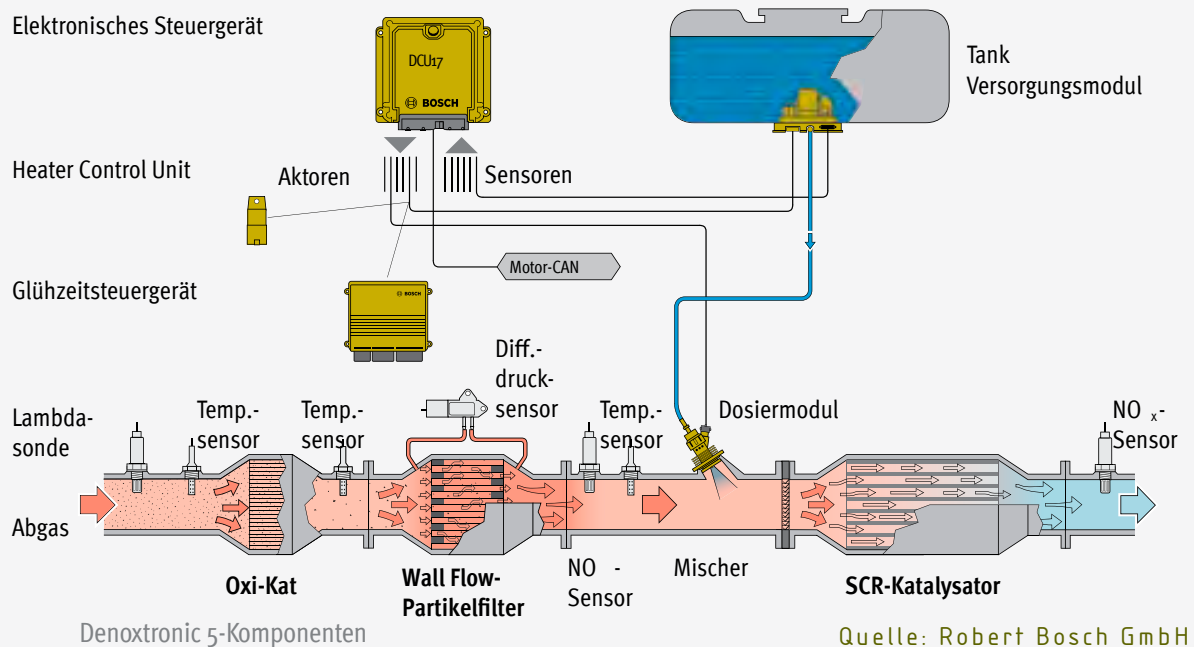 Elektronisches Steuergerät
DCU17
BOSCH
Tank
Versorgungsmodul
Heater Control Unit
Aktoren
Sensoren
Motor-CAN
Glühzeitsteuergerät
BOSCH
Diff.-
druck-
sensor
Lambda-
sonde
Temp.-
sensor
Temp.-
sensor
Temp.-
sensor
Dosiermodul
NO x-
Sensor
Abgas
Oxi-Kat
Wall Flow-
Partikelfilter
NO -
Sensor
Mischer
SCR-Katalysator
Denoxtronic 5-Komponenten
Quelle: Robert Bosch GmbH